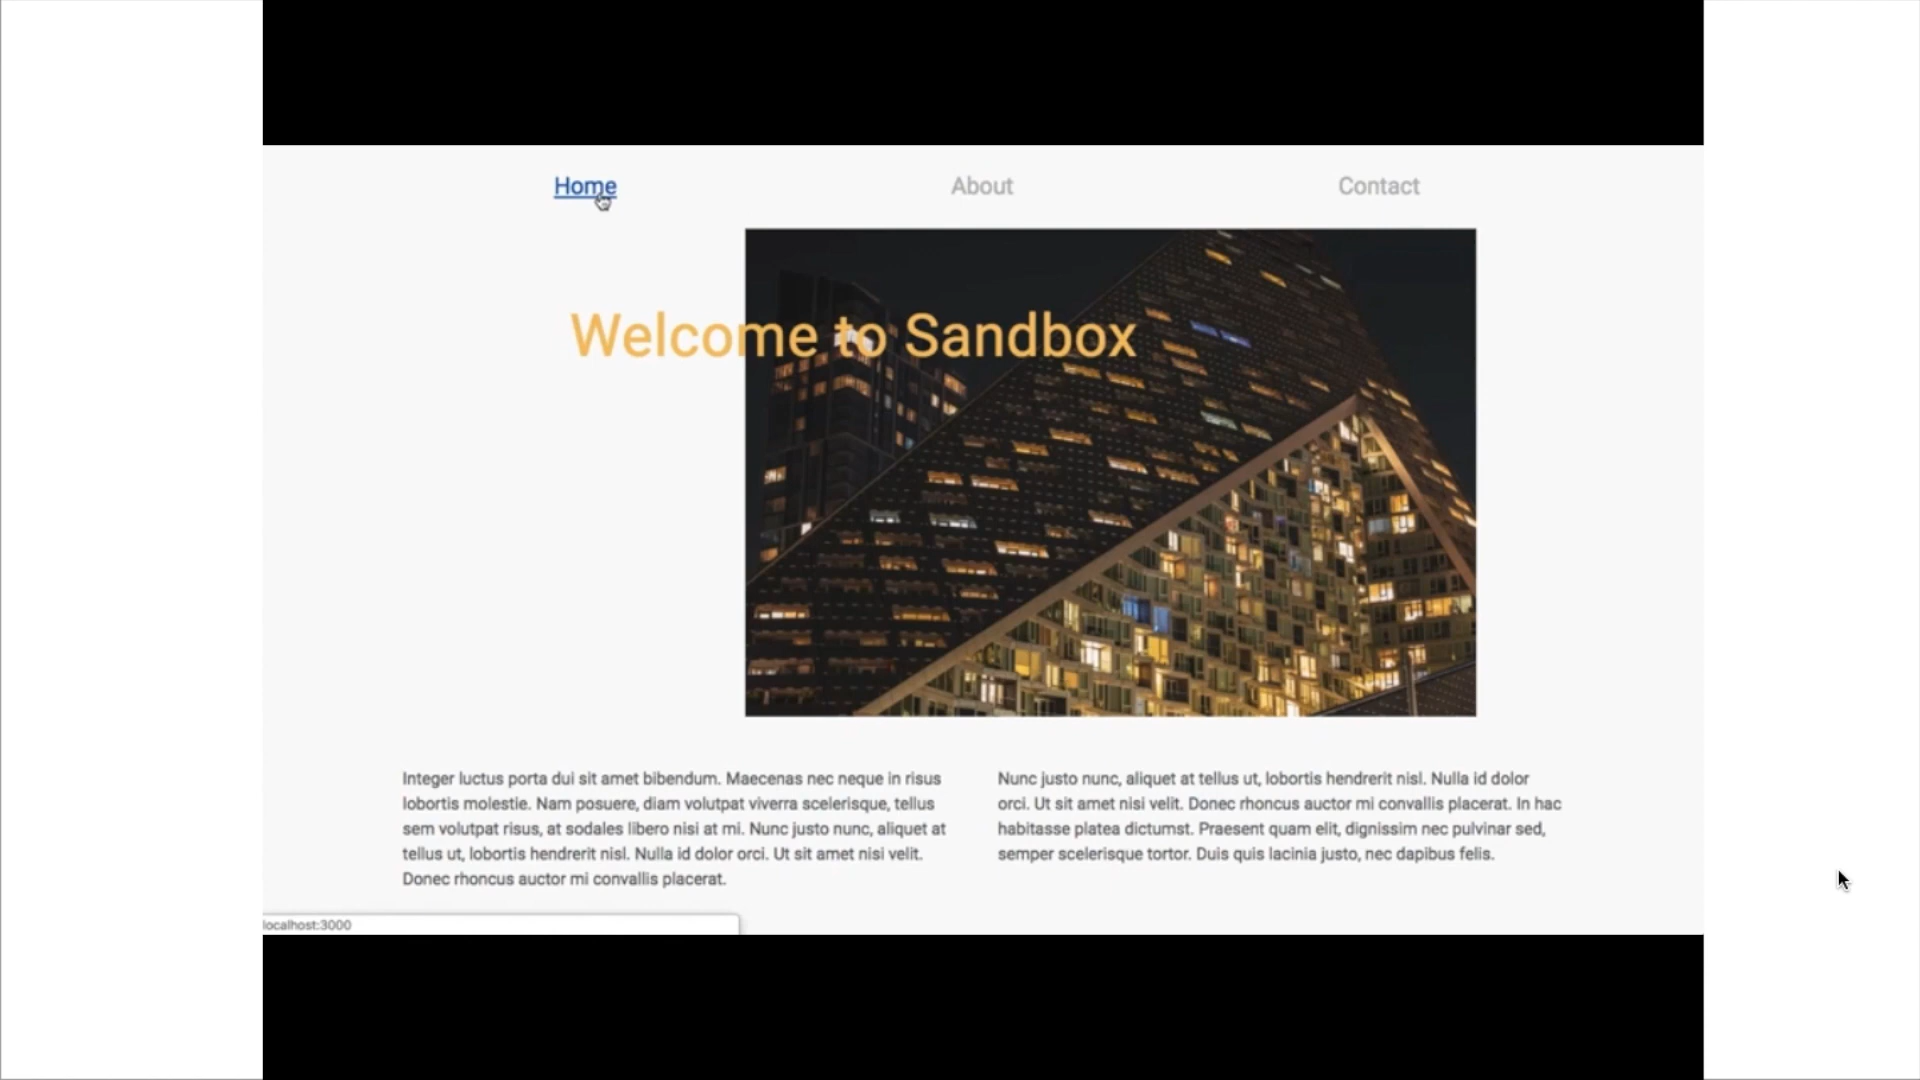 Home About Contact
Welcome to Sandbox
Integer luctus porta dui sit amet bibendum. Maecenas nec neque in risus
lobortis molestie. Nam posuere, diam volutpat viverra scelerisque, tellus
sem volutpat risus, at sodales libero nisi at mi. Nunc justo nunc, aliquet at
tellus ut, lobortis hendrerit nisl. Nulla id dolor orci. Ut sit amet nisi velit.
Donec rhoncus auctor mi convallis placerat.
Nunc justo nunc, aliquet at tellus ut, lobortis hendrerit nisl. Nulla id dolor
orci. Ut sit amet nisi velit. Donec rhoncus auctor mi convallis placerat. In hac
habitasse platea dictumst. Praesent quam elit, dignissim nec pulvinar sed,
semper scelerisque tortor. Duis quis lacinia justo, nec dapibus felis.
localhost:3000